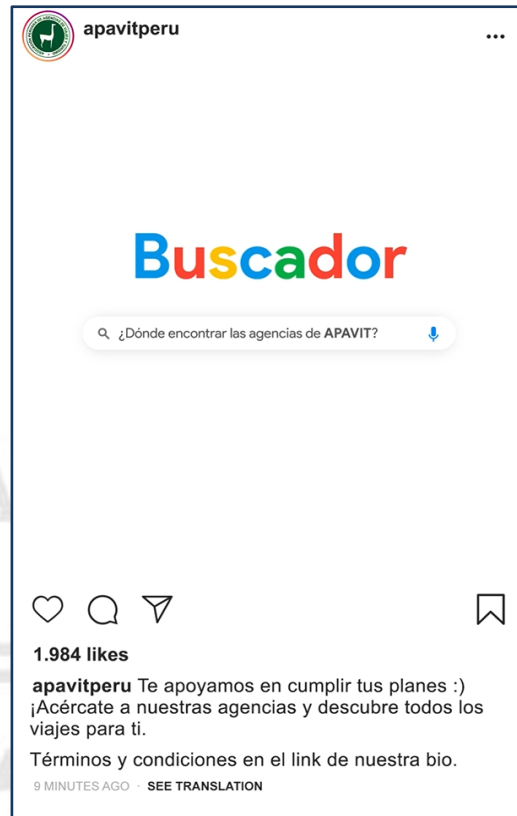 apavitperu
Buscador
¿Dónde encontrar las agencias de APAVIT?
1.984 likes
apavitperu Te apoyamos en cumplir tus planes :)
¡Acércate a nuestras agencias y descubre todos los
viajes para ti.
Términos y condiciones en el link de nuestra bio.
9 MINUTES AGO · SEE TRANSLATION